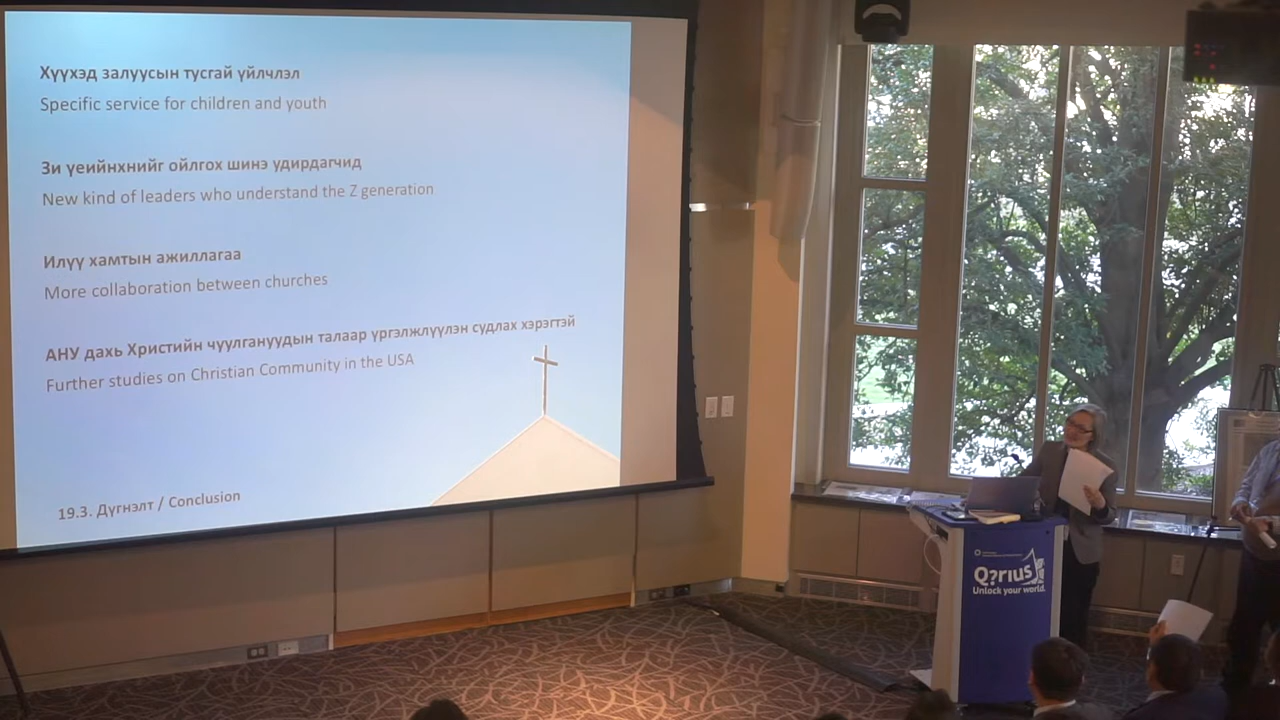 Хүүхэд залуусын тусгай үйлчлэл
Specific service for children and youth
Зи үеийнхнийг ойлгох шинэ удирдагчид
New kind of leaders who understand the Z generation
Илүү хамтын ажиллагаа
More collaboration between churches
АНУ дахь Христийн чуулгануудын талаар үргэлжлүүлэн судлах хэрэгтэй
Further studies on Christian Community in the USA
19.3. Дүгнэлт / Conclusion
Q?rius
Unlock your world.